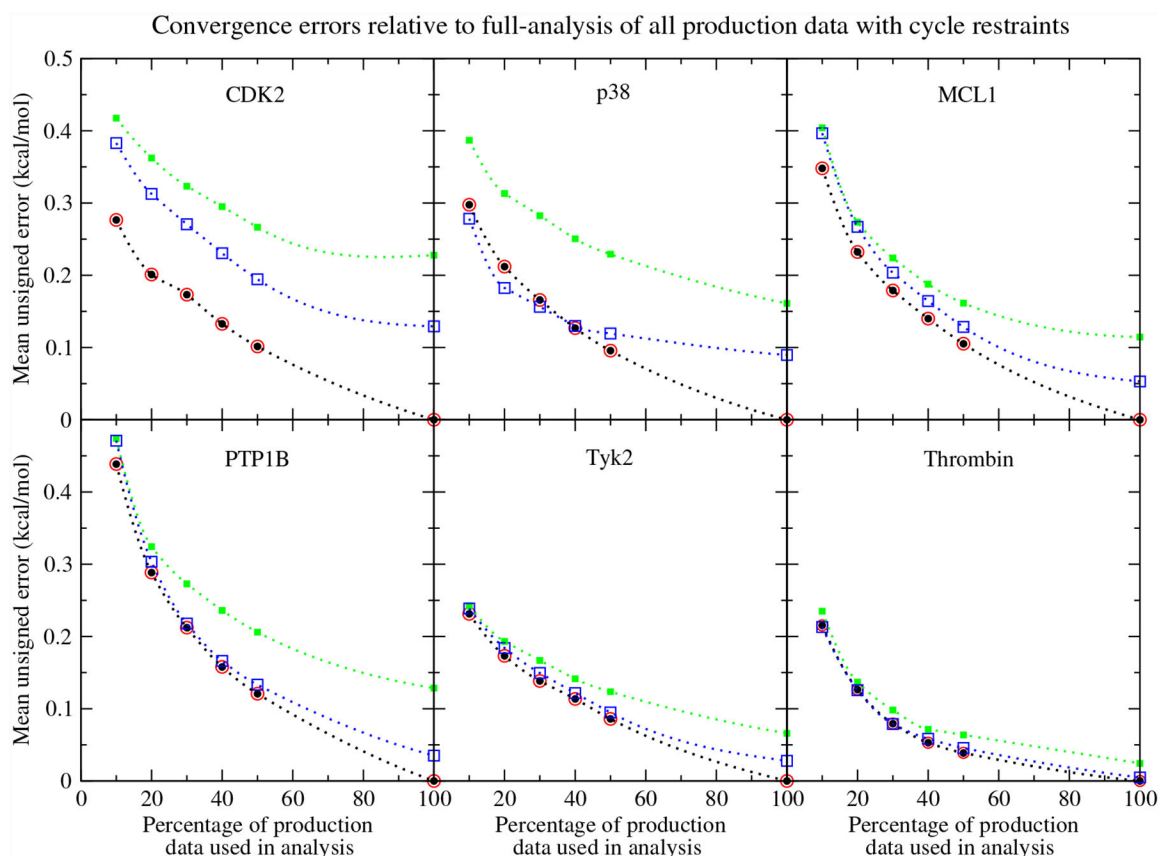 Convergence errors relative to full-analysis of all production data with cycle restraints
0.5
CDK2
p38
MCL1
0.4
0.3
0.2
0.1
0
Mean unsigned error (kcal/mol)
PTP1B
Tyk2
Thrombin
0.4
0.3
0.2
0.1
0
Mean unsigned error (kcal/mol)
0 20 40 60 80 100 20 40 60 80 100 20 40 60 80 100
Percentage of production
data used in analysis
Percentage of production
data used in analysis
Percentage of production
data used in analysis